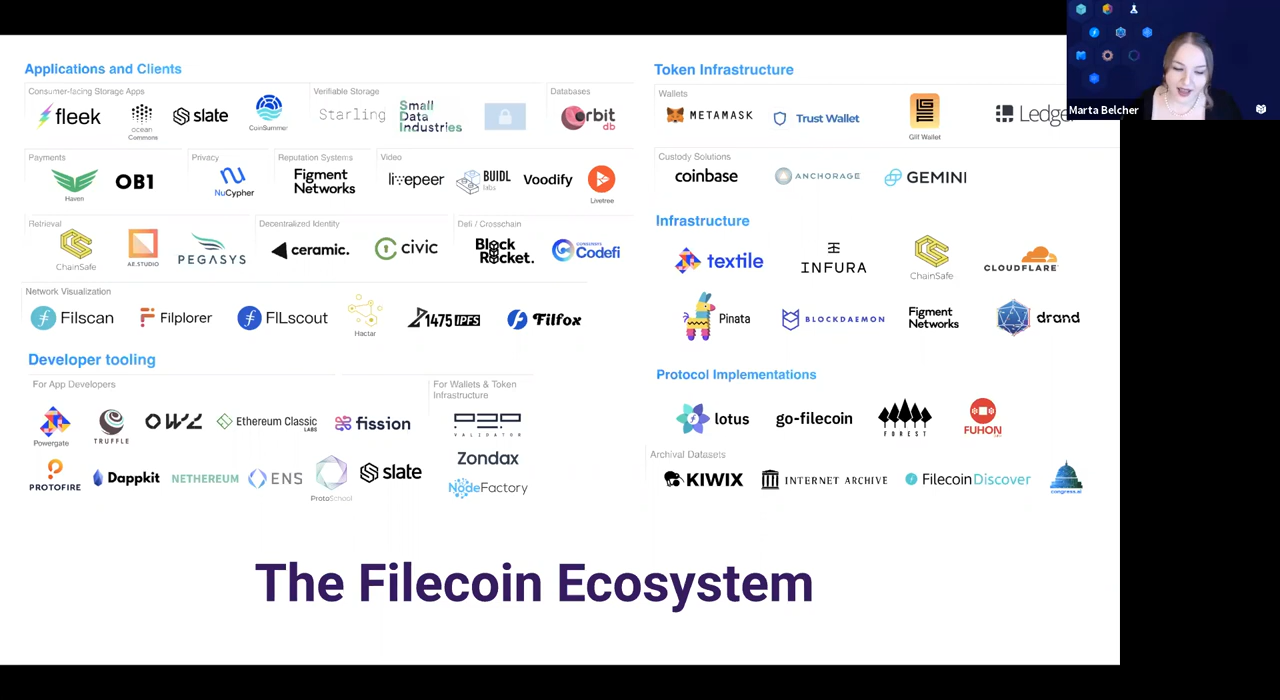 Applications and Clients
Consumer-facing Storage Apps
fleek
ocean
Commons
slate
CoinSummer
Verifiable Storage
Starling
Small
Data
Industries
Databases
Orbit
db
Payments
Haven
OB1
Privacy
NuCypher
Reputation Systems
Figment
Networks
Video
livepeer
BUIDL
labs
Voodify
Livetree
Retrieval
ChainSafe
AE.STUDIO
PEGASYS
Decentralized Identity
ceramic.
civic
Defi / Crosschain
Block
Rocket.
Codefi
Network Visualization
Filscan
Filplorer
FILscout
Hactar
1475 IPFS
Filfox
Developer tooling
For App Developers
Powergate
TRUFFLE
Ethereum Classic
LABS
fission
PROTOFIRE
Dappkit
NETHEREUM
ENS
ProtoSchool
slate
For Wallets & Token
Infrastructure
VALIDATOR
Zondax
NodeFactory
Token Infrastructure
Wallets
METAMASK
Trust Wallet
Glif Wallet
Ledge
Custody Solutions
coinbase
ANCHORAGE
GEMINI
Infrastructure
textile
INFURA
ChainSafe
CLOUDFLARE
Pinata
BLOCKDAEMON
Figment
Networks
drand
Protocol Implementations
lotus
go-filecoin
FOREST
FUHON
Archival Datasets
KIWIX
INTERNET ARCHIVE
Filecoin Discover
congress.ai
The Filecoin Ecosystem
Marta Belcher